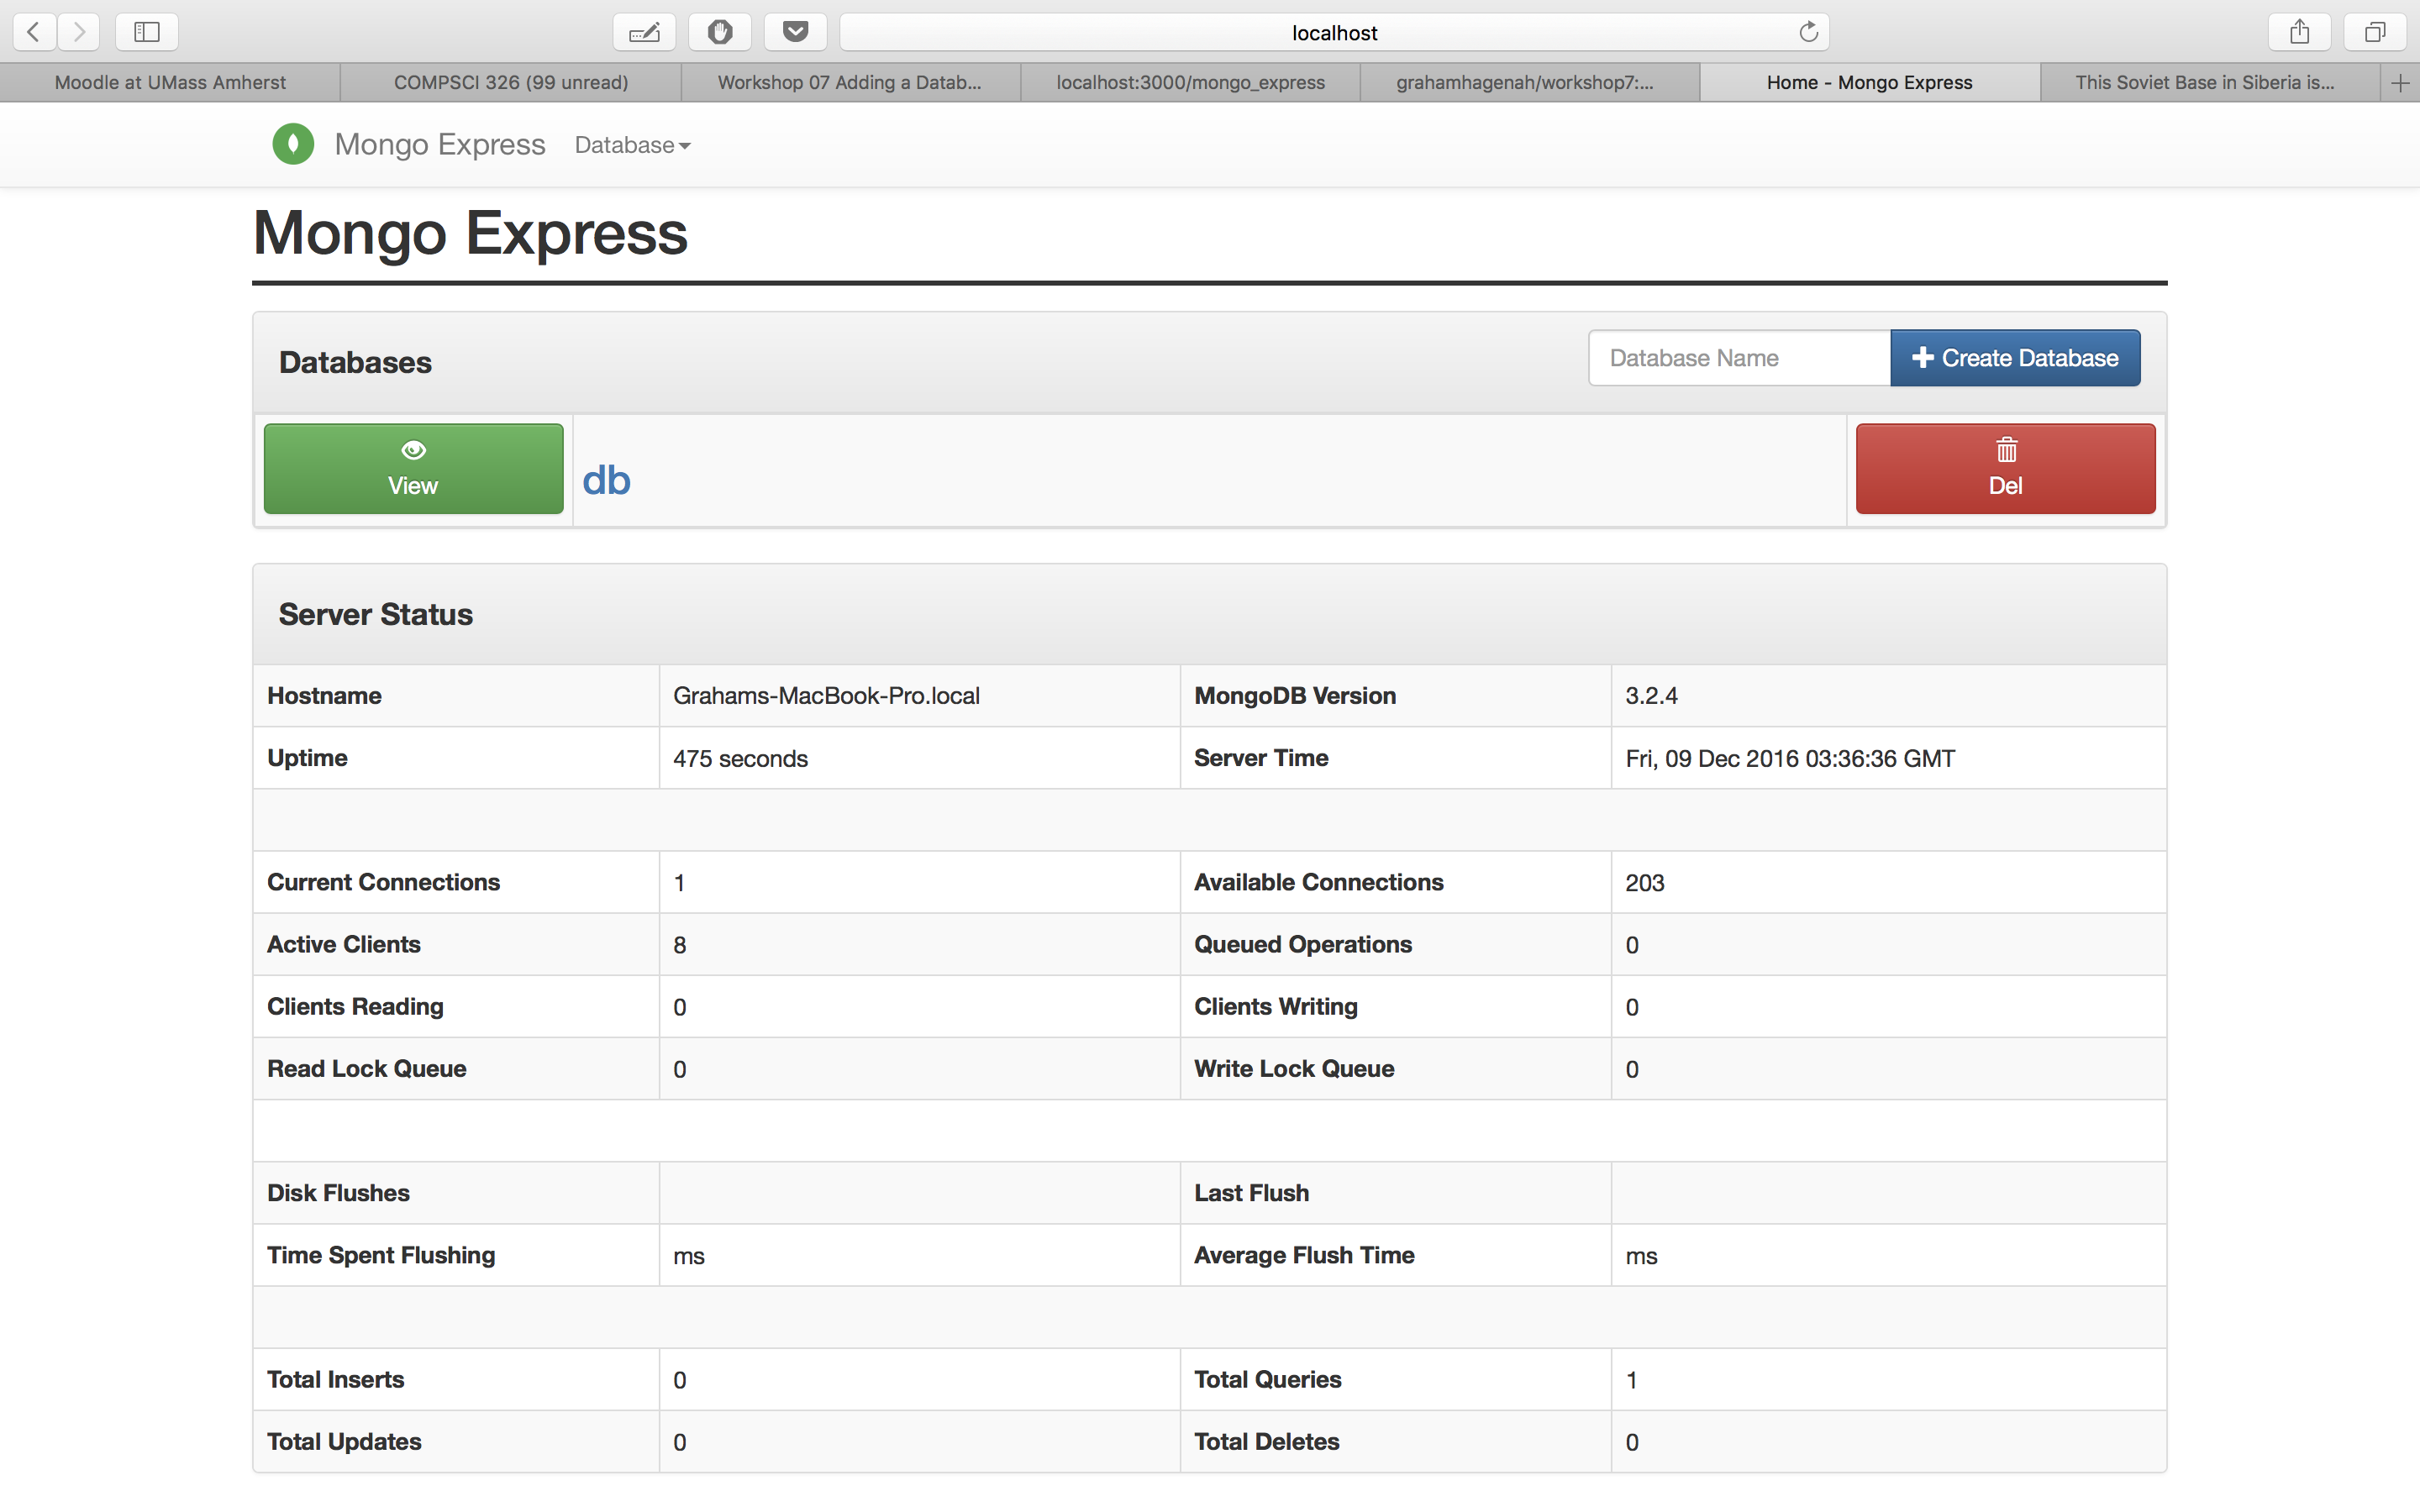 localhost
Moodle at UMass Amherst COMPSCI 326 (99 unread) Workshop 07 Adding a Datab... localhost:3000/mongo_express grahamhagenah/workshop7:... Home - Mongo Express This Soviet Base in Siberia is...
Mongo Express Database
Mongo Express
Databases Database Name Create Database
View db Del
Server Status
Hostname Grahams-MacBook-Pro.local MongoDB Version 3.2.4
Uptime 475 seconds Server Time Fri, 09 Dec 2016 03:36:36 GMT
Current Connections 1 Available Connections 203
Active Clients 8 Queued Operations 0
Clients Reading 0 Clients Writing 0
Read Lock Queue 0 Write Lock Queue 0
Disk Flushes Last Flush
Time Spent Flushing ms Average Flush Time ms
Total Inserts 0 Total Queries 1
Total Updates 0 Total Deletes 0